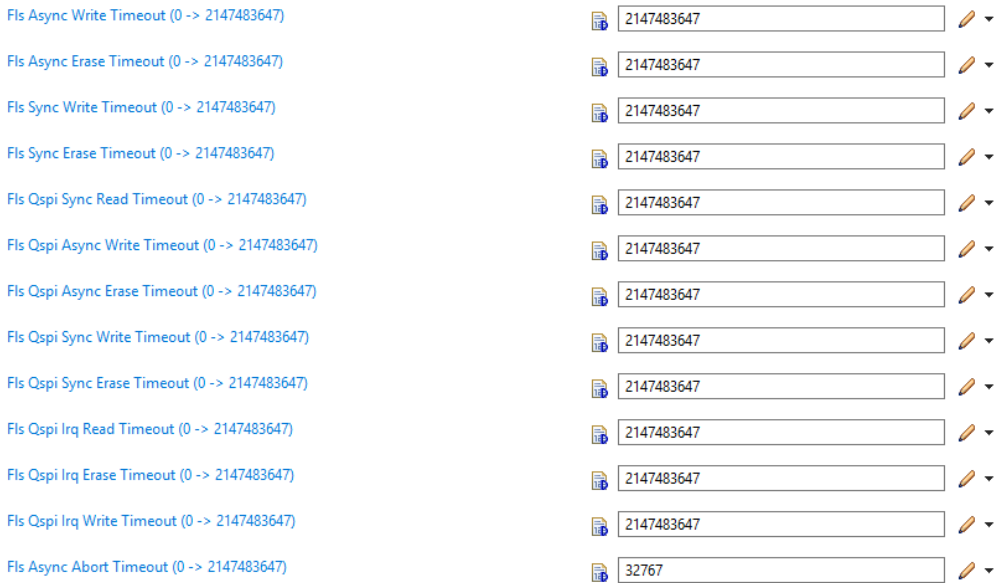 Fls Async Write Timeout (0 -> 2147483647) 2147483647
Fls Async Erase Timeout (0 -> 2147483647) 2147483647
Fls Sync Write Timeout (0 -> 2147483647) 2147483647
Fls Sync Erase Timeout (0 -> 2147483647) 2147483647
Fls Qspi Sync Read Timeout (0 -> 2147483647) 2147483647
Fls Qspi Async Write Timeout (0 -> 2147483647) 2147483647
Fls Qspi Async Erase Timeout (0 -> 2147483647) 2147483647
Fls Qspi Sync Write Timeout (0 -> 2147483647) 2147483647
Fls Qspi Sync Erase Timeout (0 -> 2147483647) 2147483647
Fls Qspi Irq Read Timeout (0 -> 2147483647) 2147483647
Fls Qspi Irq Erase Timeout (0 -> 2147483647) 2147483647
Fls Qspi Irq Write Timeout (0 -> 2147483647) 2147483647
Fls Async Abort Timeout (0 -> 2147483647) 32767